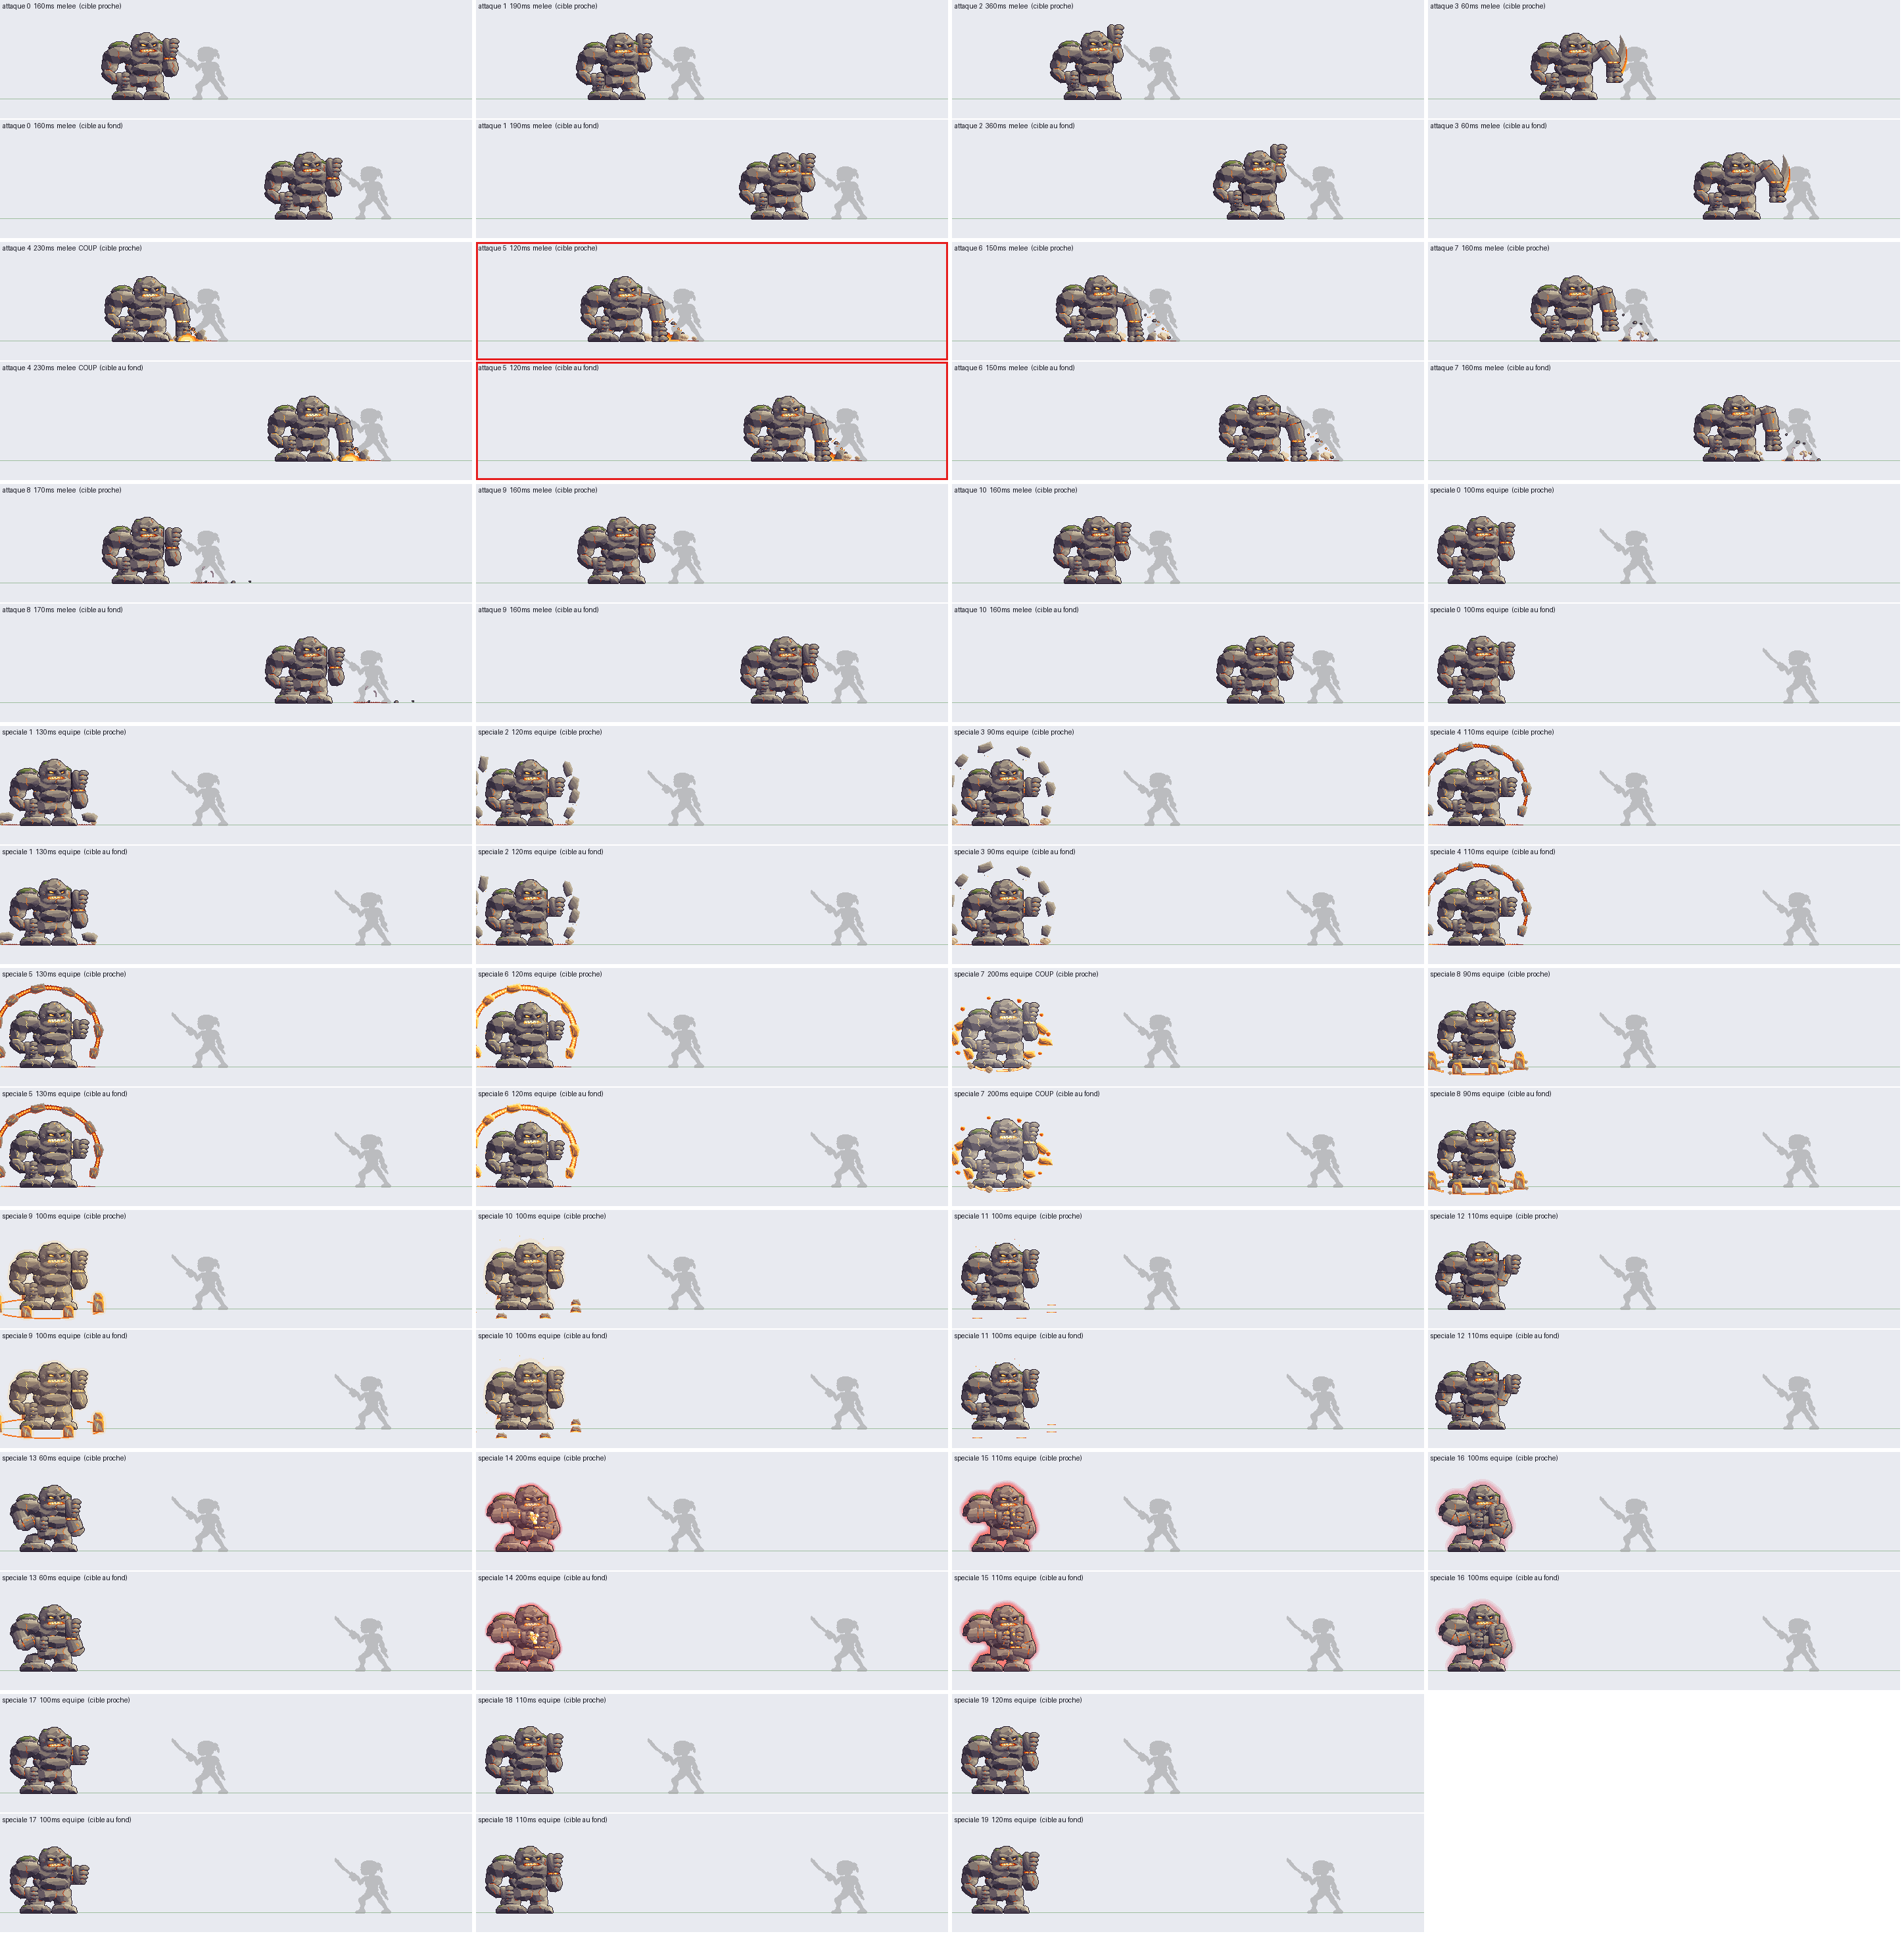 attaque 0 160ms melee (cible proche)
attaque 1 190ms melee (cible proche)
attaque 2 360ms melee (cible proche)
attaque 3 60ms melee (cible proche)
attaque 0 160ms melee (cible au fond)
attaque 1 190ms melee (cible au fond)
attaque 2 360ms melee (cible au fond)
attaque 3 60ms melee (cible au fond)
attaque 4 230ms melee COUP (cible proche)
attaque 5 120ms melee (cible proche)
attaque 6 150ms melee (cible proche)
attaque 7 160ms melee (cible proche)
attaque 4 230ms melee COUP (cible au fond)
attaque 5 120ms melee (cible au fond)
attaque 6 150ms melee (cible au fond)
attaque 7 160ms melee (cible au fond)
attaque 8 170ms melee (cible proche)
attaque 9 160ms melee (cible proche)
attaque 10 160ms melee (cible proche)
speciale 0 100ms equipe (cible proche)
attaque 8 170ms melee (cible au fond)
attaque 9 160ms melee (cible au fond)
attaque 10 160ms melee (cible au fond)
speciale 0 100ms equipe (cible au fond)
speciale 1 130ms equipe (cible proche)
speciale 2 120ms equipe (cible proche)
speciale 3 90ms equipe (cible proche)
speciale 4 110ms equipe (cible proche)
speciale 1 130ms equipe (cible au fond)
speciale 2 120ms equipe (cible au fond)
speciale 3 90ms equipe (cible au fond)
speciale 4 110ms equipe (cible au fond)
speciale 5 130ms equipe (cible proche)
speciale 6 120ms equipe (cible proche)
speciale 7 200ms equipe COUP (cible proche)
speciale 8 90ms equipe (cible proche)
speciale 5 130ms equipe (cible au fond)
speciale 6 120ms equipe (cible au fond)
speciale 7 200ms equipe COUP (cible au fond)
speciale 8 90ms equipe (cible au fond)
speciale 9 100ms equipe (cible proche)
speciale 10 100ms equipe (cible proche)
speciale 11 100ms equipe (cible proche)
speciale 12 110ms equipe (cible proche)
speciale 9 100ms equipe (cible au fond)
speciale 10 100ms equipe (cible au fond)
speciale 11 100ms equipe (cible au fond)
speciale 12 110ms equipe (cible au fond)
speciale 13 60ms equipe (cible proche)
speciale 14 200ms equipe (cible proche)
speciale 15 110ms equipe (cible proche)
speciale 16 100ms equipe (cible proche)
speciale 13 60ms equipe (cible au fond)
speciale 14 200ms equipe (cible au fond)
speciale 15 110ms equipe (cible au fond)
speciale 16 100ms equipe (cible au fond)
speciale 17 100ms equipe (cible proche)
speciale 18 110ms equipe (cible proche)
speciale 19 120ms equipe (cible proche)
speciale 17 100ms equipe (cible au fond)
speciale 18 110ms equipe (cible au fond)
speciale 19 120ms equipe (cible au fond)